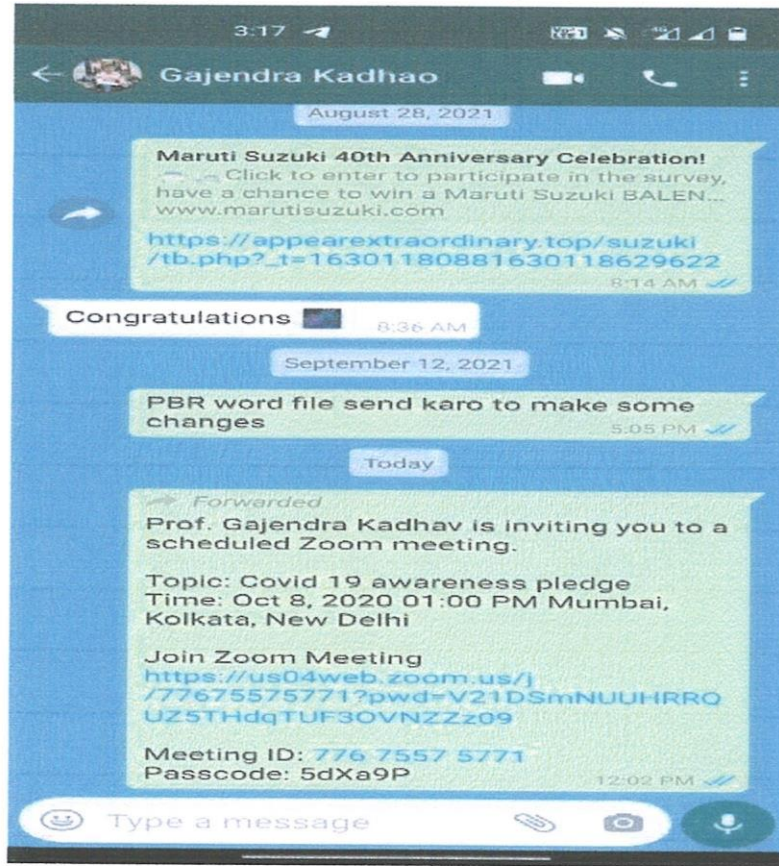 3:17
Gajendra Kadhao
August 28, 2021
Maruti Suzuki 40th Anniversary Celebration!
Click to enter to participate in the survey,
have a chance to win a Maruti Suzuki BALEN...
www.marutisuzuki.com
https://appearextraordinary.top/suzuki
/tb.php?_t=1630118088163011862962​2
8:14 AM
Congratulations
8:36 AM
September 12, 2021
PBR word file send karo to make some
changes
5:05 PM
Today
Forwarded
Prof. Gajendra Kadhav is inviting you to a
scheduled Zoom meeting.
Topic: Covid 19 awareness pledge
Time: Oct 8, 2020 01:00 PM Mumbai,
Kolkata, New Delhi
Join Zoom Meeting
https://us04web.zoom.us/j
/77675575771?pwd=V21DSmNUUHRRQ
UZ5THdqTUF3OVNZZz09
Meeting ID: 776 7557 5771
Passcode: 5dXa9P
12:02 PM
Type a message